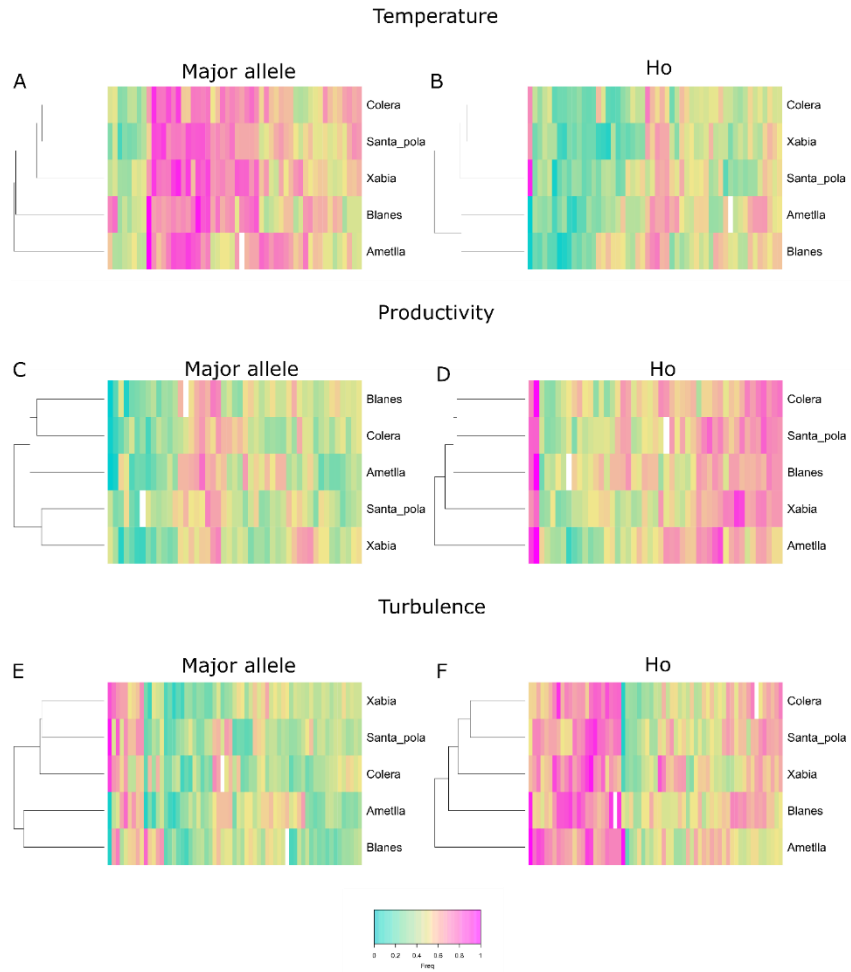 Temperature
A
Major allele
Colera
Santa_pola
Xabia
Blanes
Ametlla
B
Ho
Colera
Xabia
Santa_pola
Ametlla
Blanes
Productivity
C
Major allele
Blanes
Colera
Ametlla
Santa_pola
Xabia
D
Ho
Colera
Santa_pola
Blanes
Xabia
Ametlla
Turbulence
E
Major allele
Xabia
Santa_pola
Colera
Ametlla
Blanes
F
Ho
Colera
Santa_pola
Xabia
Blanes
Ametlla
0 0.2 0.4 0.6 0.8 1
Freq